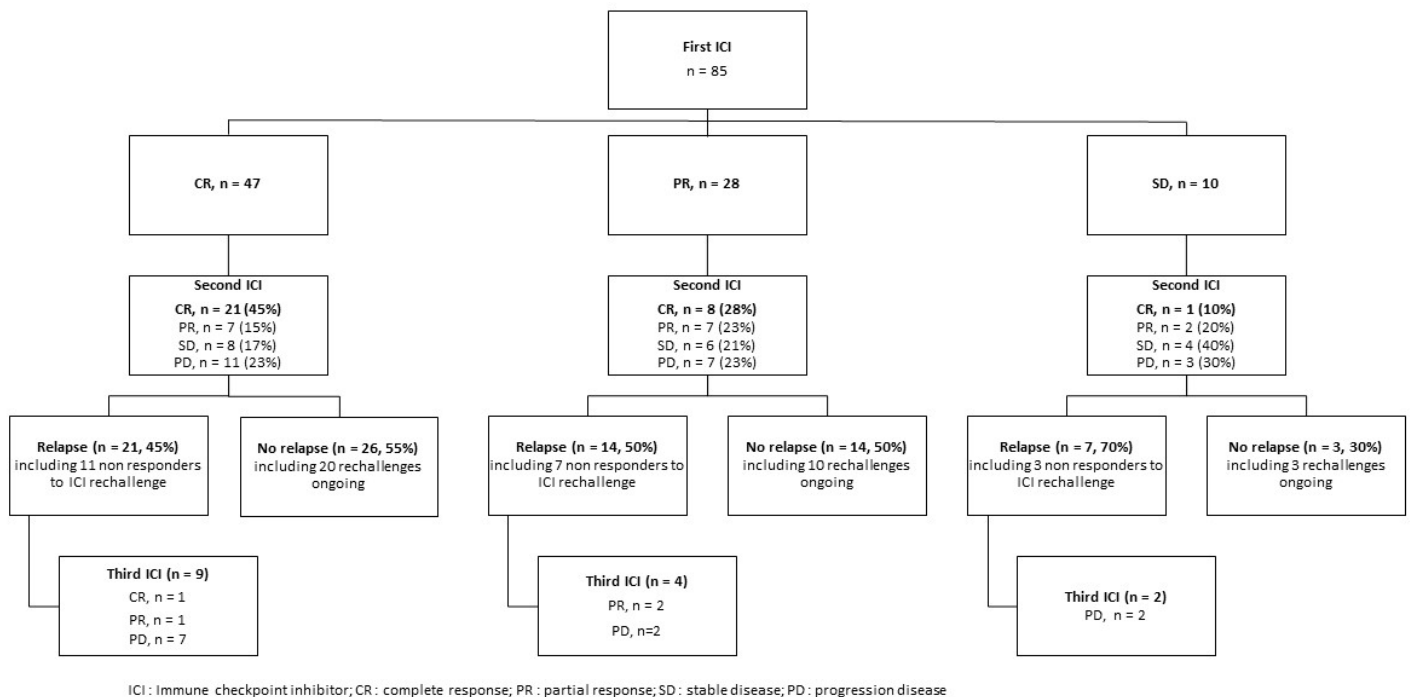 First ICI
n = 85
CR, n = 47
PR, n = 28
SD, n = 10
Second ICI
CR, n = 21 (45%)
PR, n = 7 (15%)
SD, n = 8 (17%)
PD, n = 11 (23%)
Second ICI
CR, n = 8 (28%)
PR, n = 7 (23%)
SD, n = 6 (21%)
PD, n = 7 (23%)
Second ICI
CR, n = 1 (10%)
PR, n = 2 (20%)
SD, n = 4 (40%)
PD, n = 3 (30%)
Relapse (n = 21, 45%)
including 11 non responders
to ICI rechallenge
No relapse (n = 26, 55%)
including 20 rechallenges
ongoing
Relapse (n = 14, 50%)
including 7 non responders to
ICI rechallenge
No relapse (n = 14, 50%)
including 10 rechallenges
ongoing
Relapse (n = 7, 70%)
including 3 non responders to
ICI rechallenge
No relapse (n = 3, 30%)
including 3 rechallenges
ongoing
Third ICI (n = 9)
CR, n = 1
PR, n = 1
PD, n = 7
Third ICI (n = 4)
PR, n = 2
PD, n=2
Third ICI (n = 2)
PD, n = 2
ICI : Immune checkpoint inhibitor; CR : complete response; PR : partial response; SD : stable disease; PD : progression disease